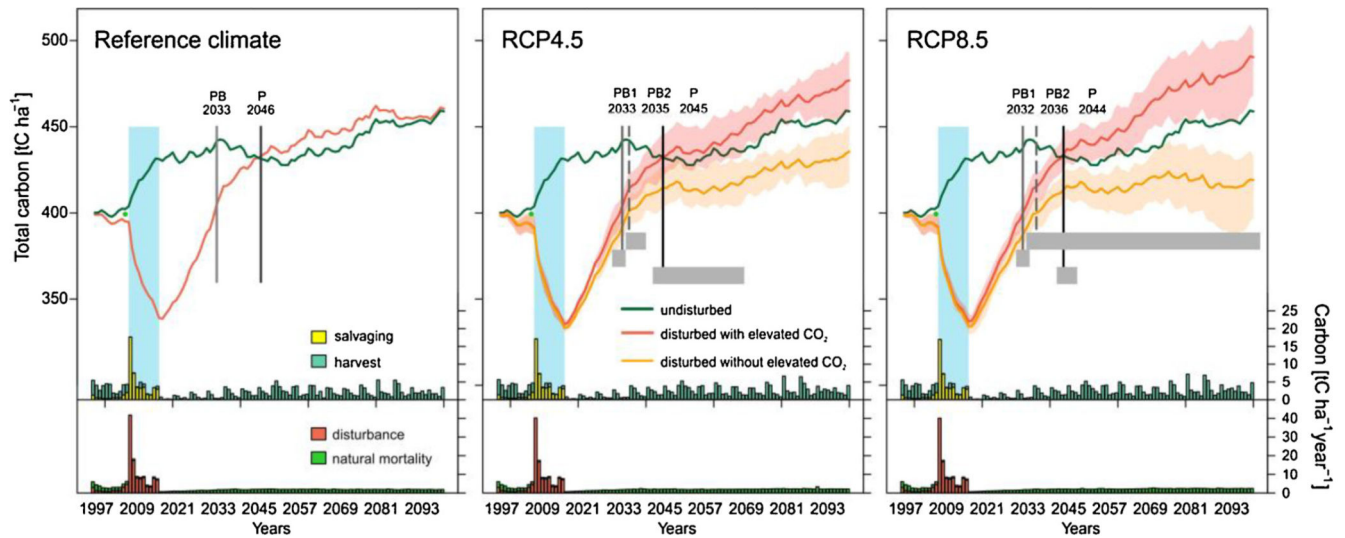 Reference climate
RCP4.5
RCP8.5
500
450
400
350
Total carbon [tC ha⁻¹]
PB
2033
P
2046
PB1
2033
PB2
2035
P
2045
PB1
2032
PB2
2036
P
2044
salvaging
harvest
disturbance
natural mortality
undisturbed
disturbed with elevated CO₂
disturbed without elevated CO₂
25
20
15
10
5
0
40
30
20
10
0
Carbon [tC ha⁻¹year⁻¹]
1997 2009 2021 2033 2045 2057 2069 2081 2093
1997 2009 2021 2033 2045 2057 2069 2081 2093
1997 2009 2021 2033 2045 2057 2069 2081 2093
Years
Years
Years